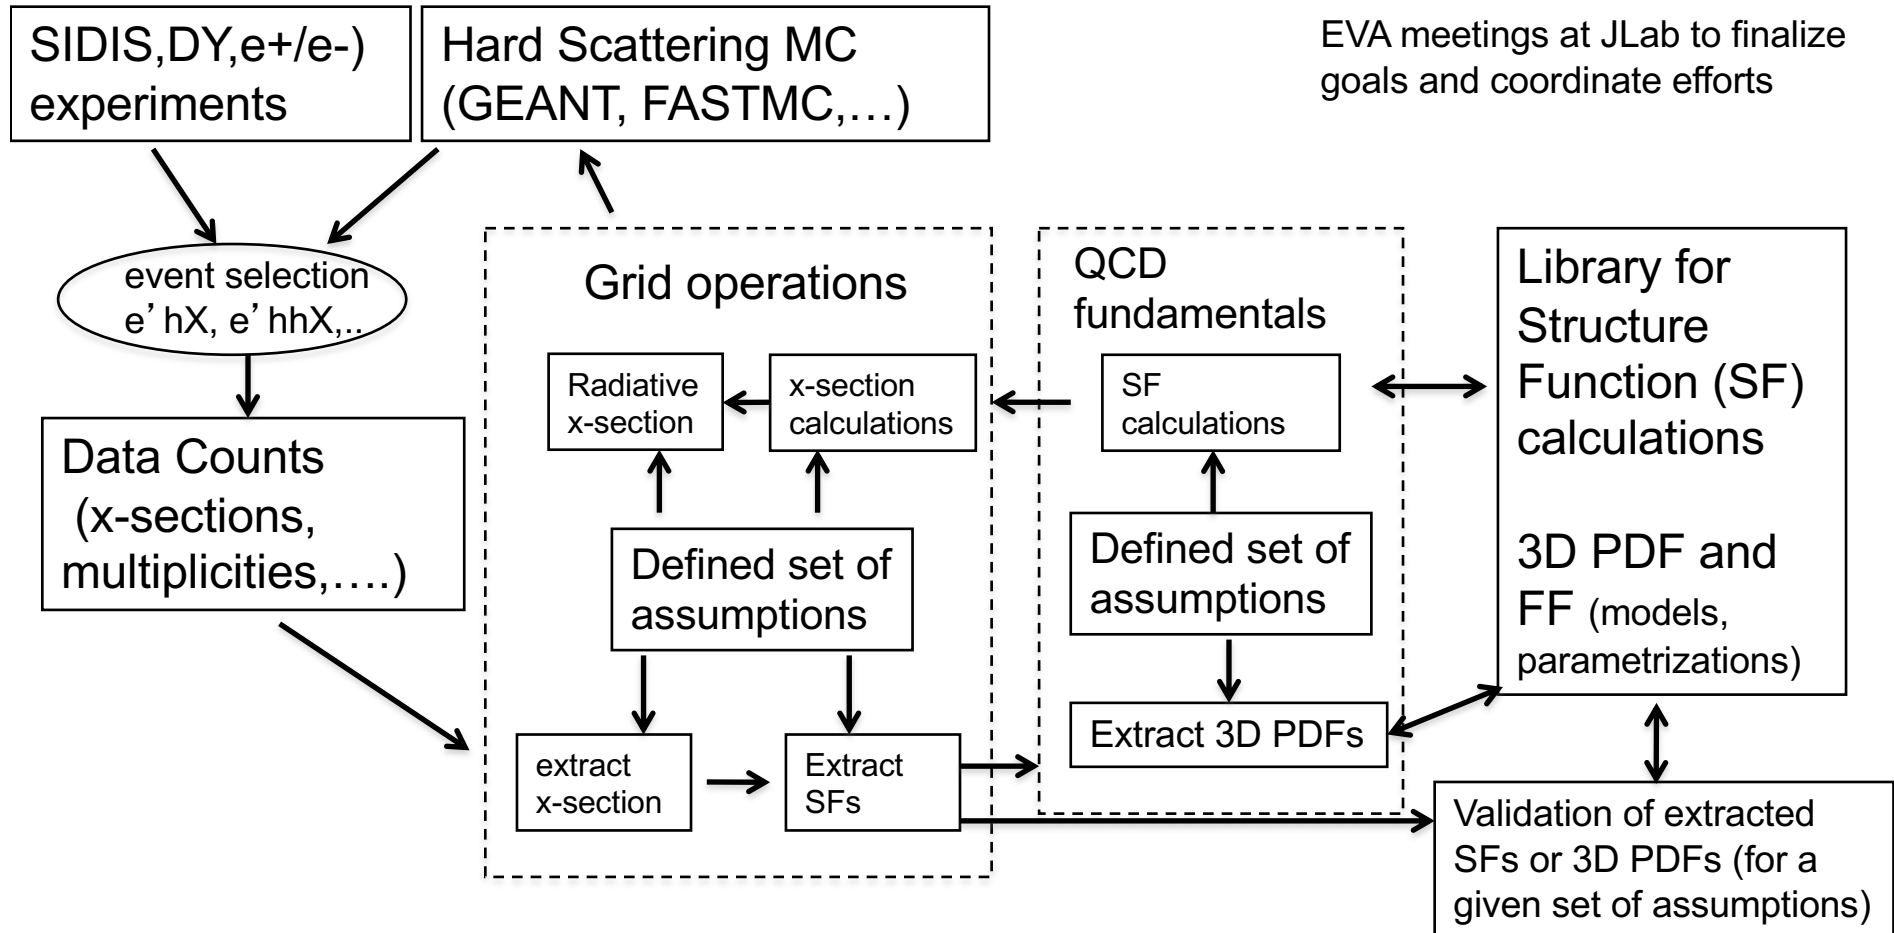 SIDIS,DY,e+/e-)
experiments
Hard Scattering MC
(GEANT, FASTMC,…)
EVA meetings at JLab to finalize
goals and coordinate efforts
event selection
e’ hX, e’ hhX,..
Data Counts
(x-sections,
multiplicities,….)
Grid operations
Radiative
x-section
x-section
calculations
Defined set of
assumptions
extract
x-section
Extract
SFs
QCD
fundamentals
SF
calculations
Defined set of
assumptions
Extract 3D PDFs
Library for
Structure
Function (SF)
calculations
3D PDF and
FF (models,
parametrizations)
Validation of extracted
SFs or 3D PDFs (for a
given set of assumptions)